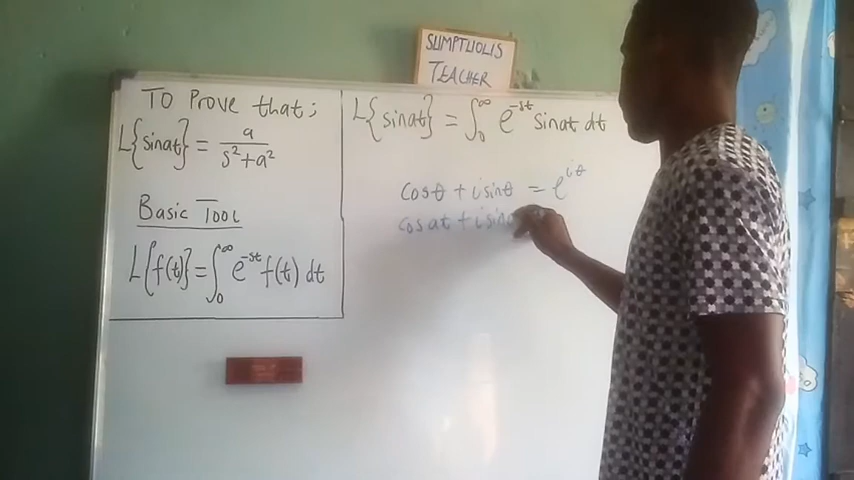 SUMPTUOUS
TEACHER
To Prove that;
L{sinat} = a/(s²+a²)
Basic Tool
L{f(t)} = ∫₀^∞ e^-st f(t) dt
L{sinat} = ∫₀^∞ e^-st sinat dt
cosθ + isinθ = e^iθ
cosat + isin